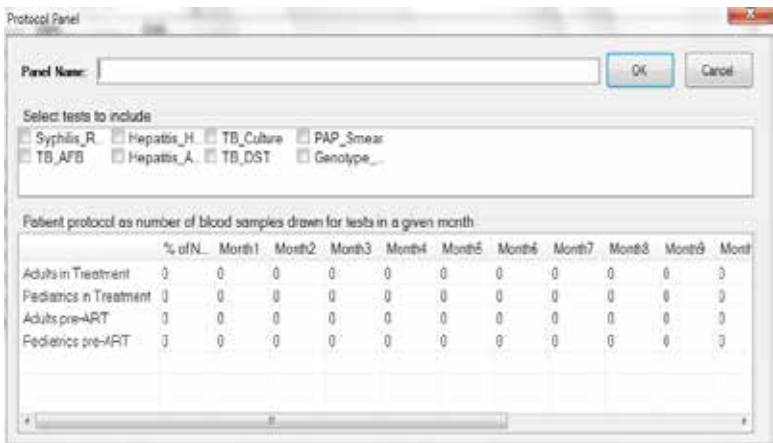 Protocol Panel
Panel Name: OK Cancel
Select tests to include
Syphilis_R... Hepatitis_H... TB_Culture PAP_Smear
TB_AFB Hepatitis_A... TB_DST Genotype_...
Patient protocol as number of blood samples drawn for tests in a given month
% of N... Month1 Month2 Month3 Month4 Month5 Month6 Month7 Month8 Month9 Mont
Adults in Treatment 0 0 0 0 0 0 0 0 0 0 0
Pediatrics in Treatment 0 0 0 0 0 0 0 0 0 0 0
Adults pre-ART 0 0 0 0 0 0 0 0 0 0 0
Pediatrics pre-ART 0 0 0 0 0 0 0 0 0 0 0